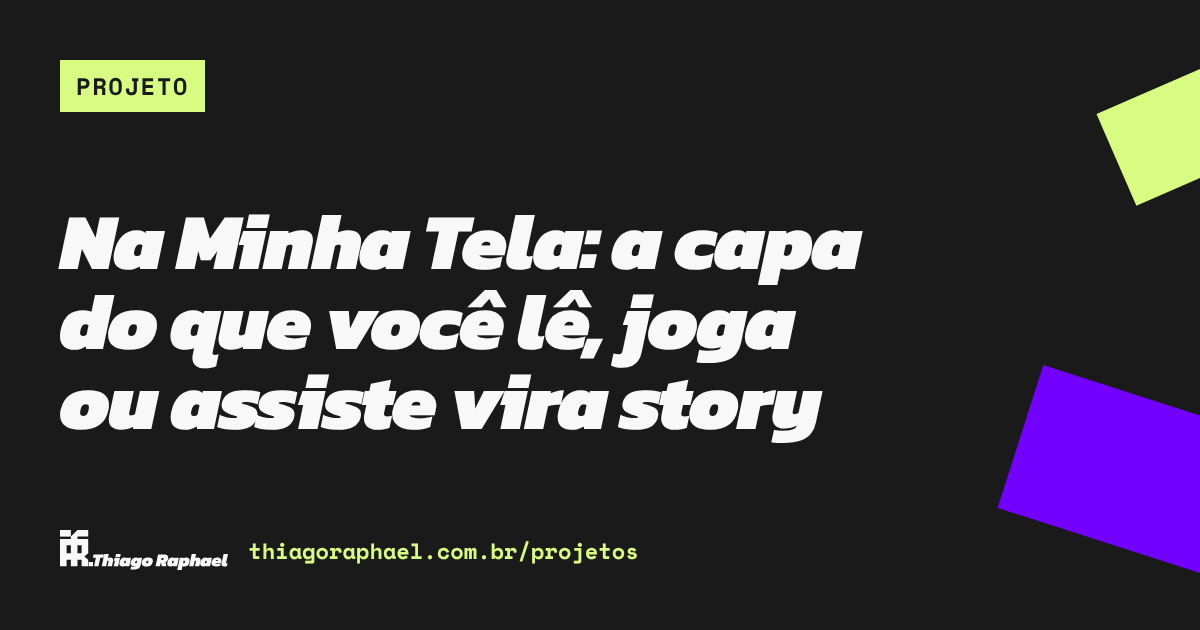 PROJETO
Na Minha Tela: a capa
do que você lê, joga
ou assiste vira story
Thiago Raphael
thiagoraphael.com.br/projetos